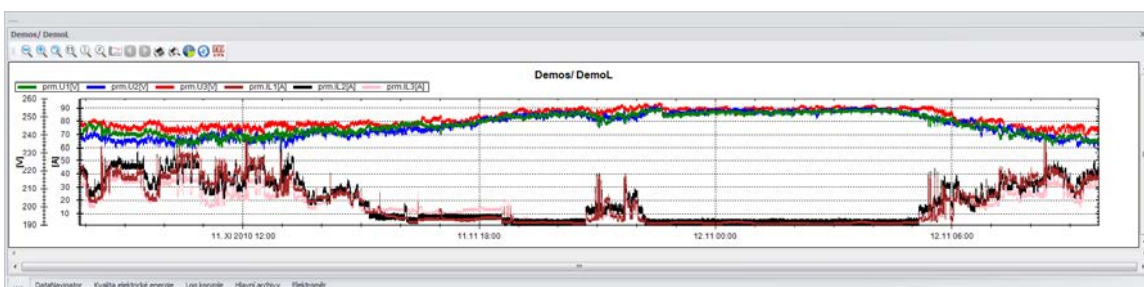 Demos/ DemoL
Demos/ DemoL
prm.U1[V] prm.U2[V] prm.U3[V] prm.IL1[A] prm.IL2[A] prm.IL3[A]
260
250
240
230
220
210
200
190
[V]
90
80
70
60
50
40
30
20
10
[A]
11.XI 2010 12:00 11.11 18:00 12.11 00:00 12.11 06:00
DataNavigator Kvalita elektrické energie Log konzole Hlavní archivy Elektroměr